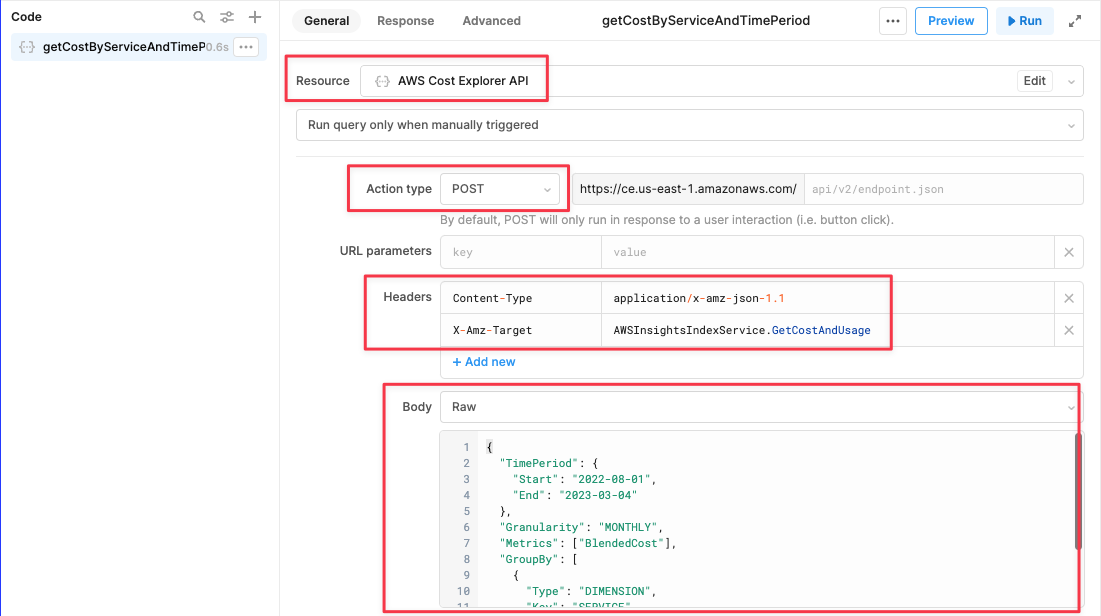 Code
getCostByServiceAndTimeP 0.6s
General Response Advanced getCostByServiceAndTimePeriod Preview Run
Resource AWS Cost Explorer API Edit
Run query only when manually triggered
Action type POST https://ce.us-east-1.amazonaws.com/ api/v2/endpoint.json
By default, POST will only run in response to a user interaction (i.e. button click).
URL parameters key value
Headers Content-Type application/x-amz-json-1.1
X-Amz-Target AWSInsightsIndexService.GetCostAndUsage
+ Add new
Body Raw
1 {
2 "TimePeriod": {
3 "Start": "2022-08-01",
4 "End": "2023-03-04"
5 },
6 "Granularity": "MONTHLY",
7 "Metrics": ["BlendedCost"],
8 "GroupBy": [
9 {
10 "Type": "DIMENSION",
11 "Key": "SERVICE"